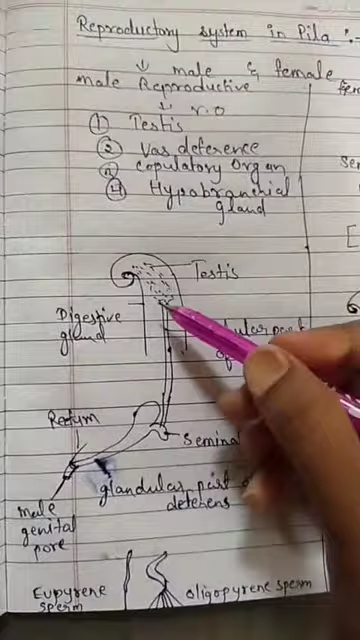 Reproductory system in Pila :-
↓ male & female
male Reproductive
↓ r.o
① Testis
② Vas deference
③ Copulatory Organ
④ Hypobranchial
gland
Testis
Digestive
gland
part
Rectum
Semina
glandular part
deferens
male
genital
pore
Eupyrene
sperm
oligopyrene sperm